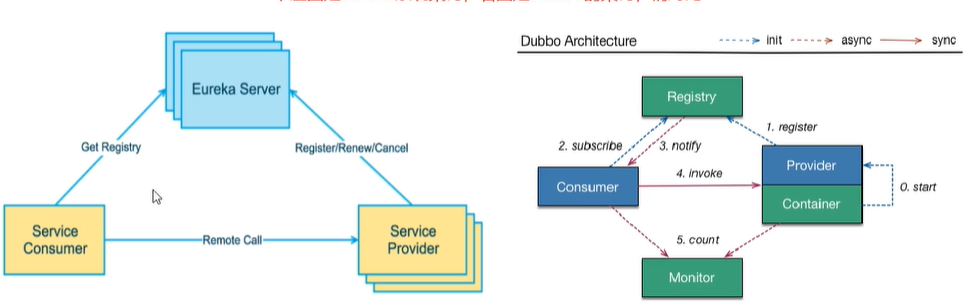 Eureka Server
Get Registry
Register/Renew/Cancel
Service
Consumer
Remote Call
Service
Provider
Dubbo Architecture
init
async
sync
Registry
1. register
2. subscribe
3. notify
Provider
4. invoke
Consumer
0. start
Container
5. count
Monitor